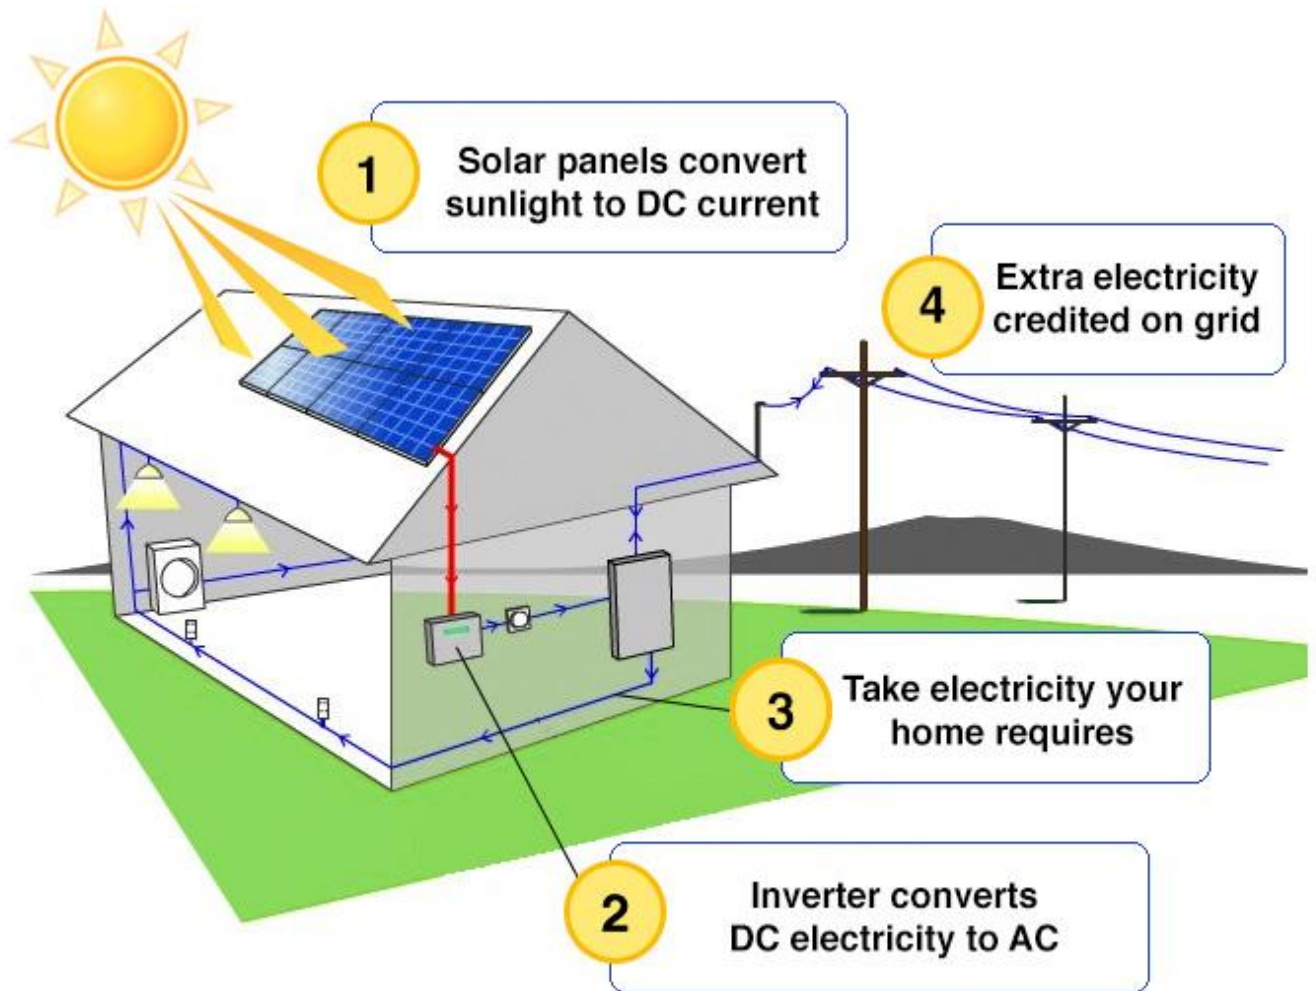 1
Solar panels convert
sunlight to DC current
4
Extra electricity
credited on grid
3
Take electricity your
home requires
2
Inverter converts
DC electricity to AC